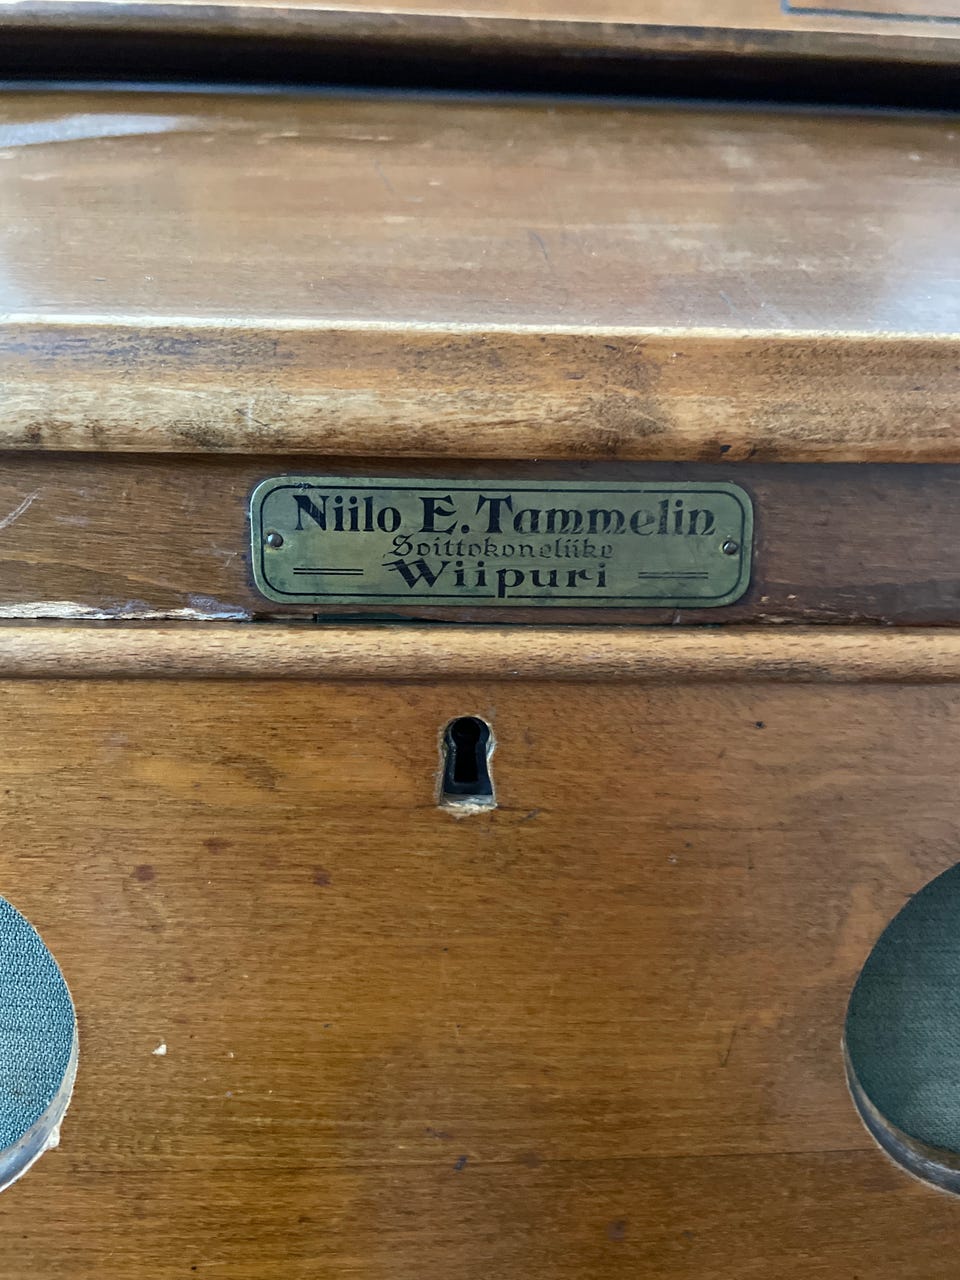 Niilo E. Tammelin
Soittokoneliike
Wiipuri